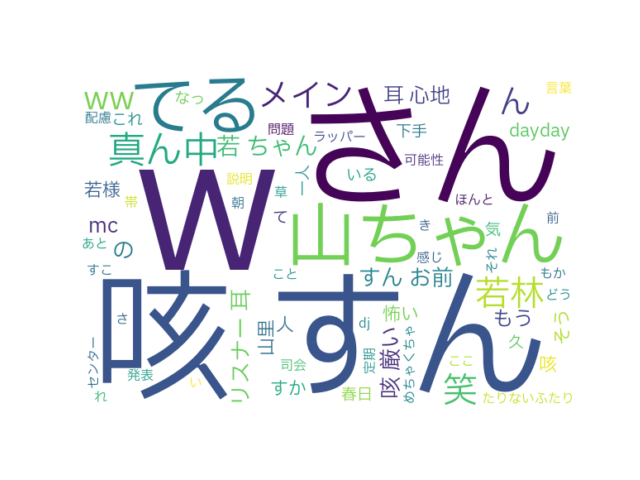 言葉
ww
なっ
てる
メイン
耳 心地
ん
配慮
これ
さん
真ん中
若 ちゃん
問題
ラッパー
下手
dayday
一人
可能性
いる
若様
説明
草
w
帯
朝
て
ほんと
前
山ちゃん
mc
の
き
気
あと
感じ
それ
すこ
こと
すん お前
もか
咳 すん
若林
どう
耳
怖い
もう
そう
さ
山里
人
dj
久
センター
リスナー
咳 厳い
めちゃくちゃ
定期
ここ
咳
司会
発表
い
すか
春日
笑
れ
たりないふたり